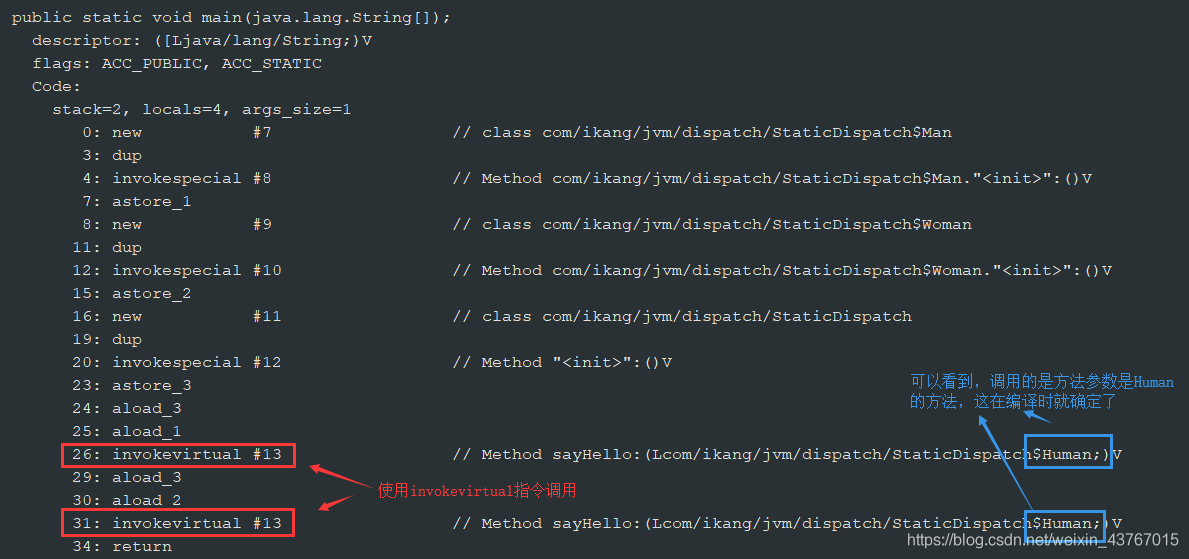 public static void main(java.lang.String[]);
descriptor: ([Ljava/lang/String;)V
flags: ACC_PUBLIC, ACC_STATIC
Code:
stack=2, locals=4, args_size=1
0: new #7 // class com/ikang/jvm/dispatch/StaticDispatch$Man
3: dup
4: invokespecial #8 // Method com/ikang/jvm/dispatch/StaticDispatch$Man."<init>":()V
7: astore_1
8: new #9 // class com/ikang/jvm/dispatch/StaticDispatch$Woman
11: dup
12: invokespecial #10 // Method com/ikang/jvm/dispatch/StaticDispatch$Woman."<init>":()V
15: astore_2
16: new #11 // class com/ikang/jvm/dispatch/StaticDispatch
19: dup
20: invokespecial #12 // Method "<init>":()V
23: astore_3
24: aload_3
25: aload_1
可以看到，调用的是方法参数是Human
的方法，这在编译时就确定了
26: invokevirtual #13 // Method sayHello:(Lcom/ikang/jvm/dispatch/StaticDispatch$Human;)V
29: aload_3
30: aload_2
使用invokevirtual指令调用
31: invokevirtual #13 // Method sayHello:(Lcom/ikang/jvm/dispatch/StaticDispatch$Human;)V
34: return
https://blog.csdn.net/weixin_43767015